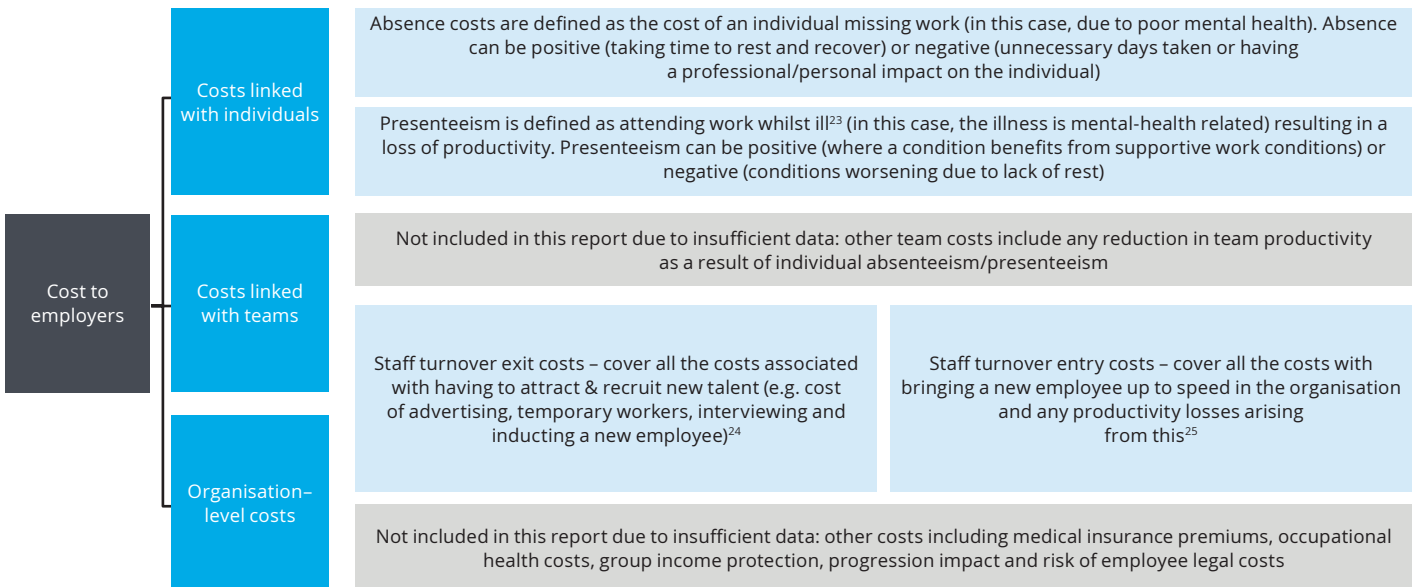 Cost to
employers
Costs linked
with individuals
Absence costs are defined as the cost of an individual missing work (in this case, due to poor mental health). Absence
can be positive (taking time to rest and recover) or negative (unnecessary days taken or having
a professional/personal impact on the individual)
Presenteeism is defined as attending work whilst ill²³ (in this case, the illness is mental-health related) resulting in a
loss of productivity. Presenteeism can be positive (where a condition benefits from supportive work conditions) or
negative (conditions worsening due to lack of rest)
Costs linked
with teams
Not included in this report due to insufficient data: other team costs include any reduction in team productivity
as a result of individual absenteeism/presenteeism
Staff turnover exit costs – cover all the costs associated
with having to attract & recruit new talent (e.g. cost
of advertising, temporary workers, interviewing and
inducting a new employee)²⁴
Staff turnover entry costs – cover all the costs with
bringing a new employee up to speed in the organisation
and any productivity losses arising
from this²⁵
Organisation–
level costs
Not included in this report due to insufficient data: other costs including medical insurance premiums, occupational
health costs, group income protection, progression impact and risk of employee legal costs